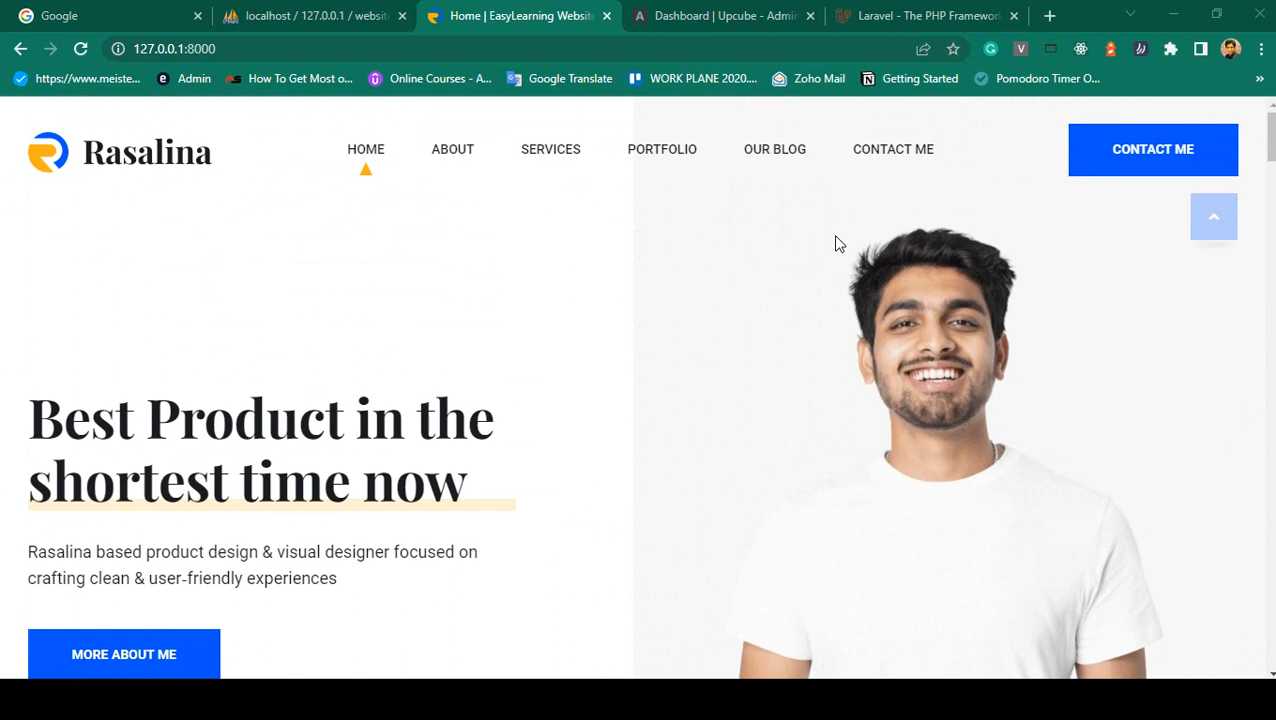 Google
localhost / 127.0.0.1 / websit
Home | EasyLearning Website
Dashboard | Upcube - Admin
Laravel - The PHP Framework
127.0.0.1:8000
https://www.meiste...
Admin
How To Get Most o...
Online Courses - A...
Google Translate
WORK PLANE 2020....
Zoho Mail
Getting Started
Pomodoro Timer O...
»
Rasalina
HOME
ABOUT
SERVICES
PORTFOLIO
OUR BLOG
CONTACT ME
CONTACT ME
Best Product in the
shortest time now
Rasalina based product design & visual designer focused on
crafting clean & user-friendly experiences
MORE ABOUT ME